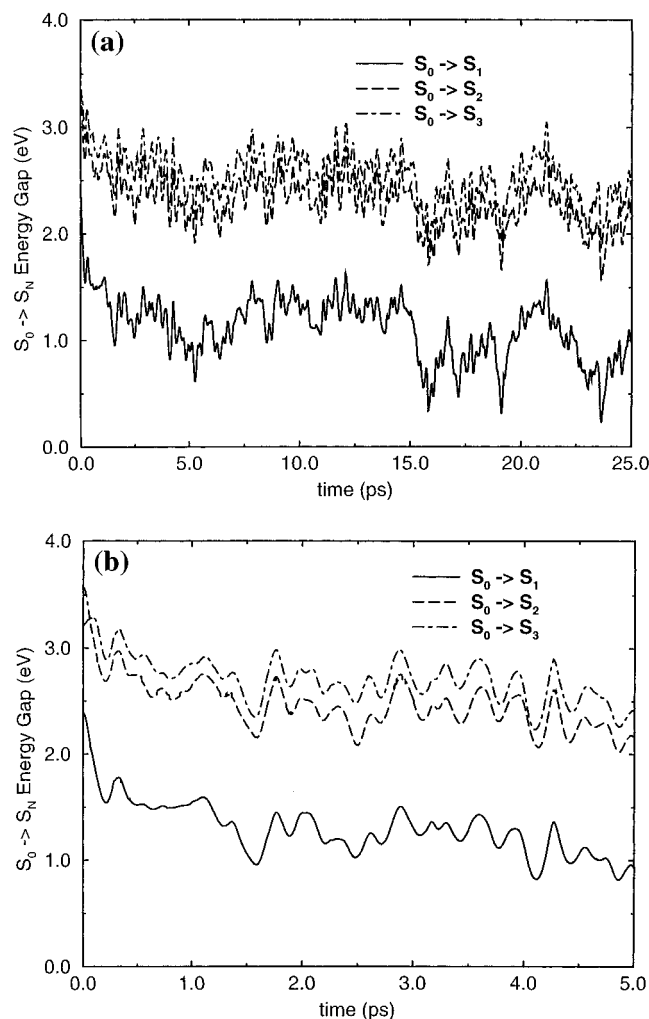 (a)
4.0
3.0
2.0
1.0
0.0
S₀ -> Sₙ Energy Gap (eV)
S₀ -> S₁
S₀ -> S₂
S₀ -> S₃
0.0 5.0 10.0 15.0 20.0 25.0
time (ps)
(b)
4.0
3.0
2.0
1.0
0.0
S₀ -> Sₙ Energy Gap (eV)
S₀ -> S₁
S₀ -> S₂
S₀ -> S₃
0.0 1.0 2.0 3.0 4.0 5.0
time (ps)